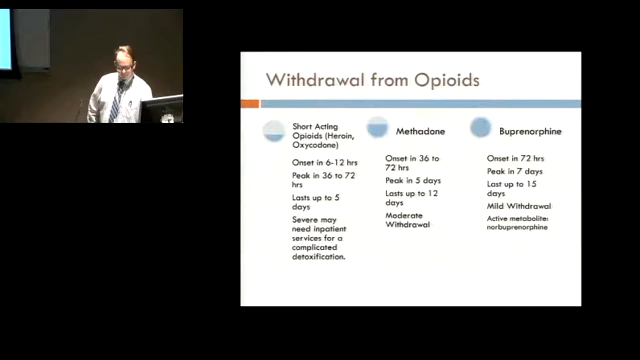 Withdrawal from Opioids
Short Acting
Opioids (Heroin,
Oxycodone)
Onset in 6-12 hrs
Peak in 36 to 72
hrs
Lasts up to 5
days
Severe may
need inpatient
services for a
complicated
detoxification.
Methadone
Onset in 36 to
72 hrs
Peak in 5 days
Lasts up to 12
days
Moderate
Withdrawal
Buprenorphine
Onset in 72 hrs
Peak in 7 days
Last up to 15
days
Mild Withdrawal
Active metabolite:
norbuprenorphine